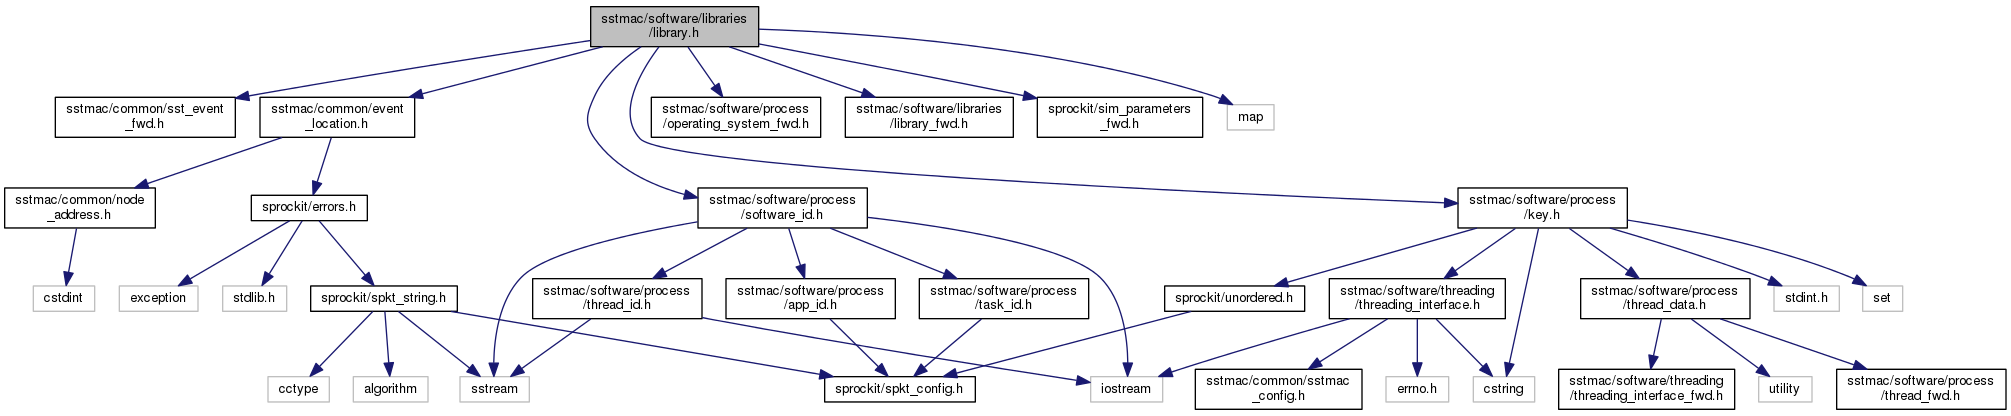 sstmac/software/libraries
/library.h
sstmac/common/sst_event
_fwd.h
sstmac/common/event
_location.h
sstmac/software/process
/operating_system_fwd.h
sstmac/software/libraries
/library_fwd.h
sprockit/sim_parameters
_fwd.h
map
sstmac/common/node
_address.h
sprockit/errors.h
sstmac/software/process
/software_id.h
sstmac/software/process
/key.h
cstdint
exception
stdlib.h
sprockit/spkt_string.h
sstmac/software/process
/thread_id.h
sstmac/software/process
/app_id.h
sstmac/software/process
/task_id.h
sprockit/unordered.h
sstmac/software/threading
/threading_interface.h
sstmac/software/process
/thread_data.h
stdint.h
set
cctype
algorithm
sstream
sprockit/spkt_config.h
iostream
sstmac/common/sstmac
_config.h
errno.h
cstring
sstmac/software/threading
/threading_interface_fwd.h
utility
sstmac/software/process
/thread_fwd.h